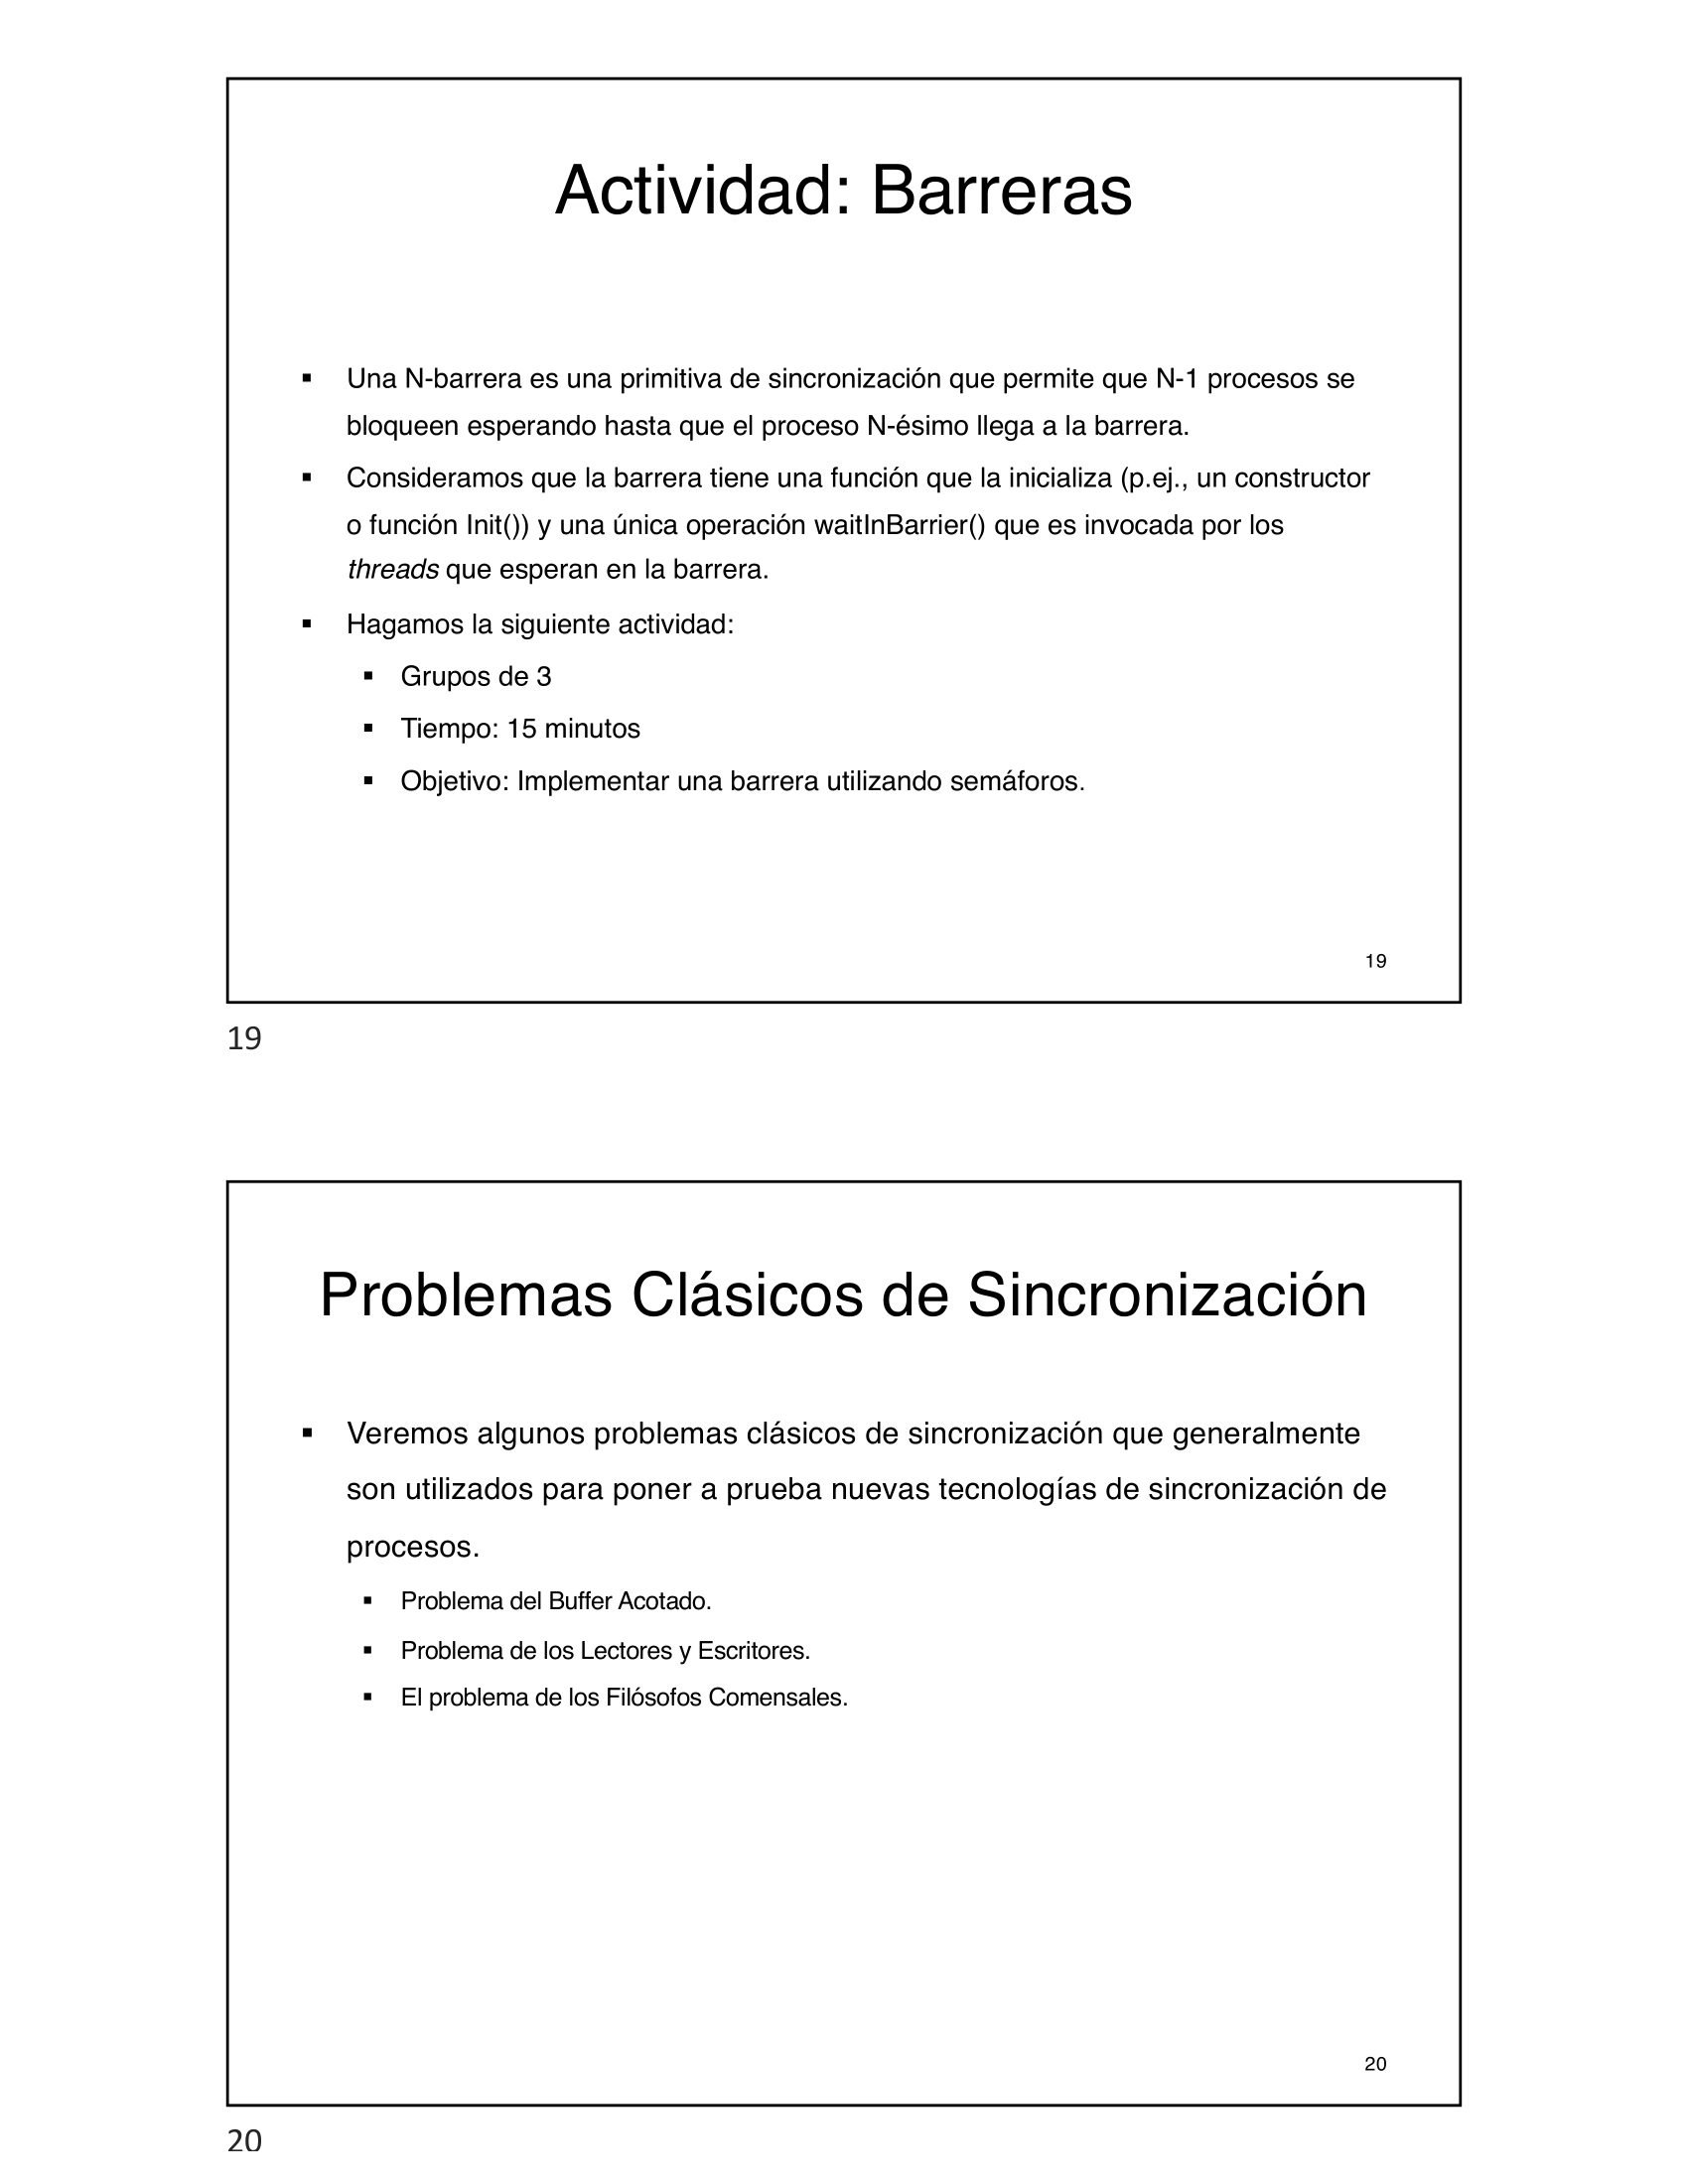 Actividad: Barreras
▪ Una N-barrera es una primitiva de sincronización que permite que N-1 procesos se
bloqueen esperando hasta que el proceso N-ésimo llega a la barrera.
▪ Consideramos que la barrera tiene una función que la inicializa (p.ej., un constructor
o función Init()) y una única operación waitInBarrier() que es invocada por los
threads que esperan en la barrera.
▪ Hagamos la siguiente actividad:
▪ Grupos de 3
▪ Tiempo: 15 minutos
▪ Objetivo: Implementar una barrera utilizando semáforos.
19
19
Problemas Clásicos de Sincronización
▪ Veremos algunos problemas clásicos de sincronización que generalmente
son utilizados para poner a prueba nuevas tecnologías de sincronización de
procesos.
▪ Problema del Buffer Acotado.
▪ Problema de los Lectores y Escritores.
▪ El problema de los Filósofos Comensales.
20
20